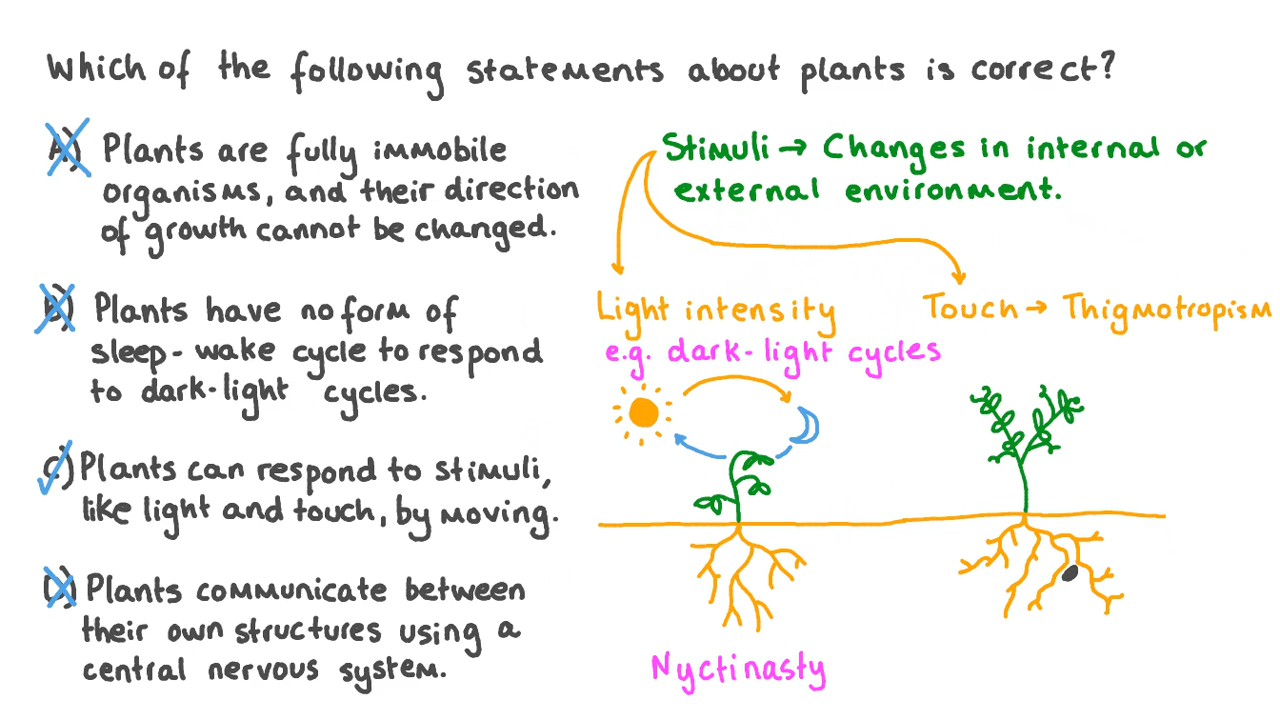 Which of the following statements about plants is correct?
A) Plants are fully immobile
organisms, and their direction
of growth cannot be changed.
B) Plants have no form of
sleep-wake cycle to respond
to dark-light cycles.
C) Plants can respond to stimuli,
like light and touch, by moving.
D) Plants communicate between
their own structures using a
central nervous system.
Stimuli → Changes in internal or
external environment.
Light intensity
e.g. dark-light cycles
Touch → Thigmotropism
Nyctinasty